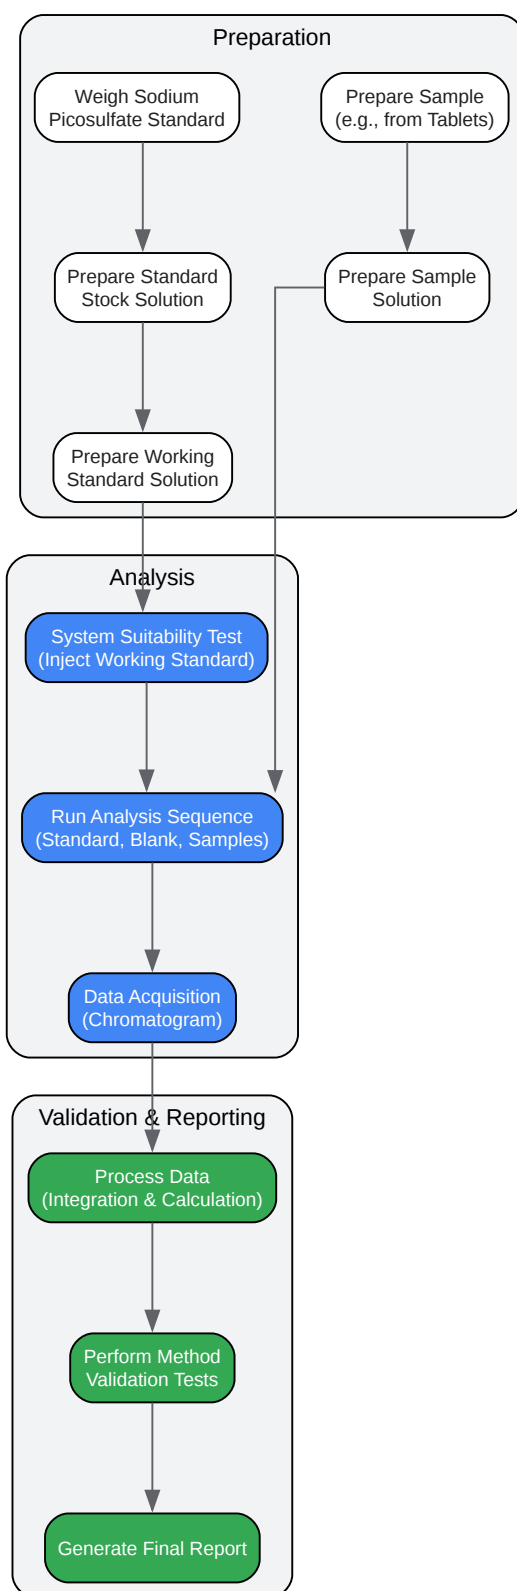 Preparation
Weigh Sodium
Picosulfate Standard
Prepare Sample
(e.g., from Tablets)
Prepare Standard
Stock Solution
Prepare Sample
Solution
Prepare Working
Standard Solution
Analysis
System Suitability Test
(Inject Working Standard)
Run Analysis Sequence
(Standard, Blank, Samples)
Data Acquisition
(Chromatogram)
Validation & Reporting
Process Data
(Integration & Calculation)
Perform Method
Validation Tests
Generate Final Report